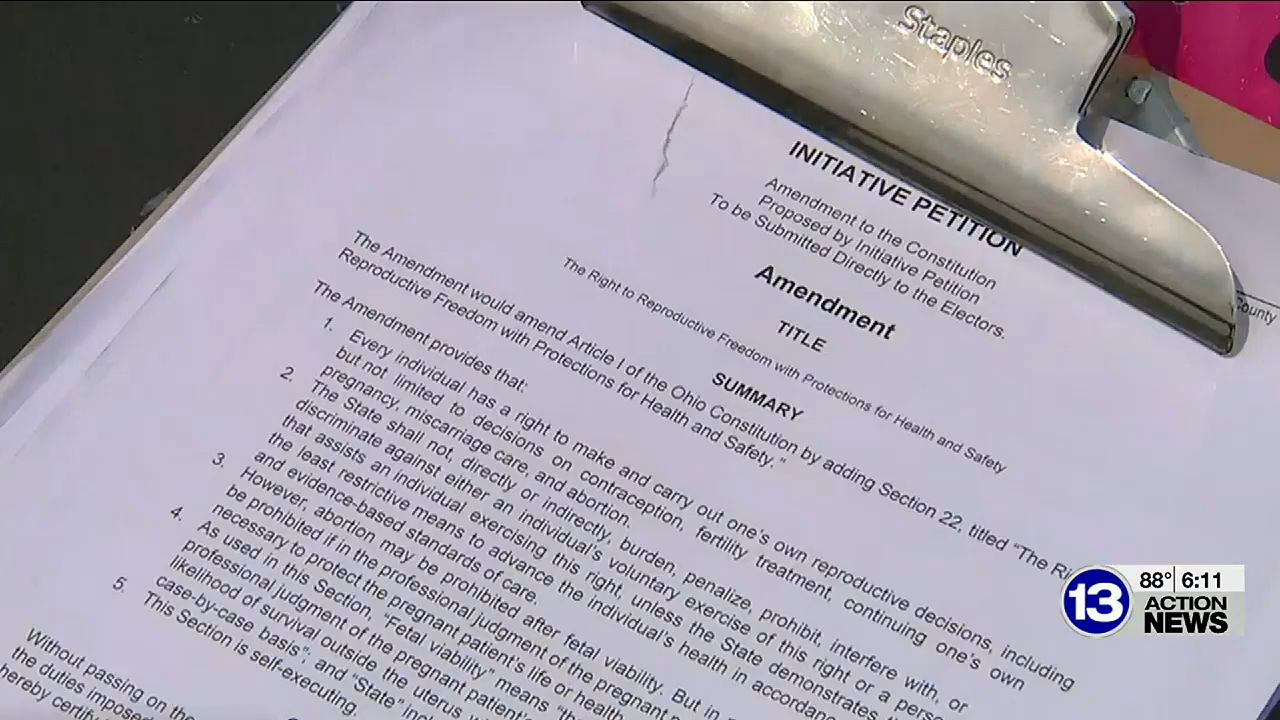 Staples
INITIATIVE PETITION
Amendment to the Constitution
Proposed by Initiative Petition
To be Submitted Directly to the Electors.
County
Amendment
TITLE
The Right to Reproductive Freedom with Protections for Health and Safety
SUMMARY
The Amendment would amend Article I of the Ohio Constitution by adding Section 22, titled "The Ri
Reproductive Freedom with Protections for Health and Safety."
The Amendment provides that:
1. Every individual has a right to make and carry out one's own reproductive decisions, including
but not limited to decisions on contraception, fertility treatment, continuing one's own
pregnancy, miscarriage care, and abortion.
2. The State shall not, directly or indirectly, burden, penalize, prohibit, interfere with, or
discriminate against either an individual's voluntary exercise of this right or a perso
that assists an individual exercising this right, unless the State demonstrates
the least restrictive means to advance the individual's health in accordanc
and evidence-based standards of care.
3. However, abortion may be prohibited after fetal viability. But in
be prohibited if in the professional judgment of the pregnant
necessary to protect the pregnant patient's life or health
4. As used in this Section, "Fetal viability" means "th
professional judgment of the pregnant patient's
likelihood of survival outside the uterus
case-by-case basis"; and "State" incl
5. This Section is self-executing.
Without passing on the
the duties imposed
hereby certify
13
88° 6:11
ACTION
NEWS